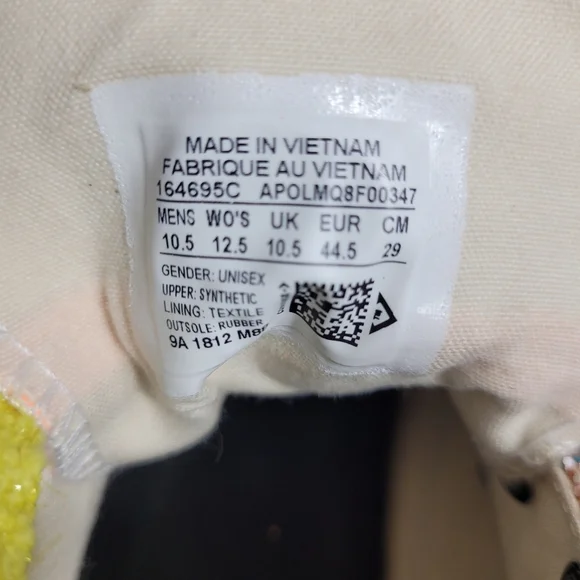 MADE IN VIETNAM
FABRIQUE AU VIETNAM
164695C APOLMQ8F00347
MENS WO'S UK EUR CM
10.5 12.5 10.5 44.5 29
GENDER: UNISEX
UPPER: SYNTHETIC
LINING: TEXTILE
OUTSOLE: RUBBER
9A 1812